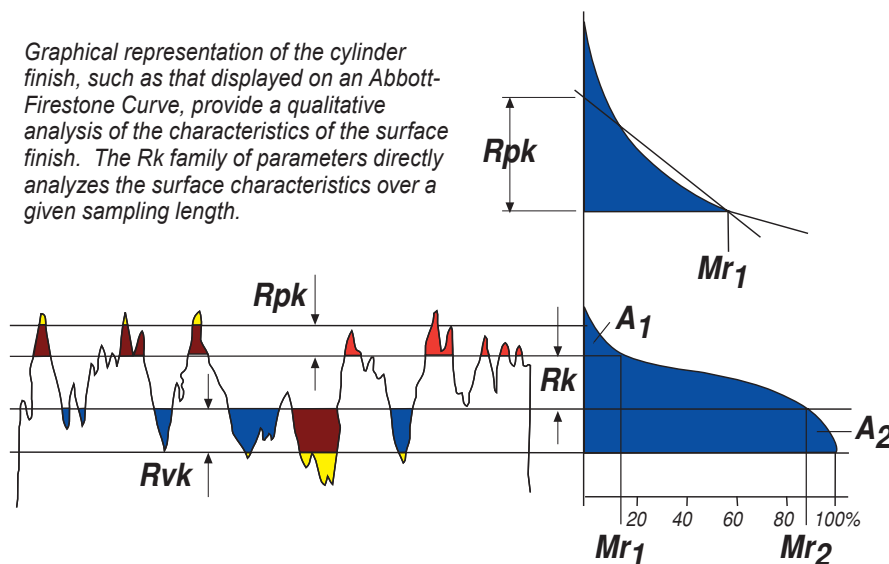 Graphical representation of the cylinder
finish, such as that displayed on an Abbott-
Firestone Curve, provide a qualitative
analysis of the characteristics of the surface
finish. The Rk family of parameters directly
analyzes the surface characteristics over a
given sampling length.
Rpk
Mr1
Rpk
A1
Rk
A2
Rvk
20 40 60 80 100%
Mr1 Mr2